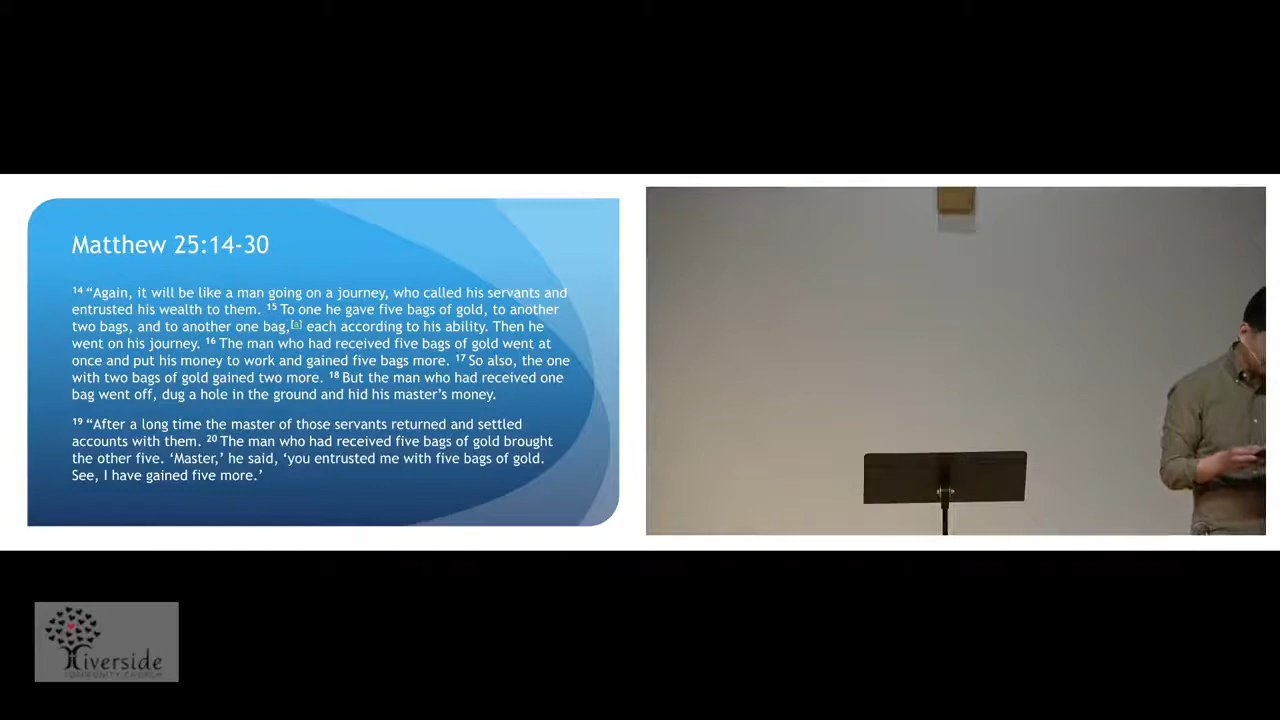 Matthew 25:14-30
14 “Again, it will be like a man going on a journey, who called his servants and
entrusted his wealth to them. 15 To one he gave five bags of gold, to another
two bags, and to another one bag,[a] each according to his ability. Then he
went on his journey. 16 The man who had received five bags of gold went at
once and put his money to work and gained five bags more. 17 So also, the one
with two bags of gold gained two more. 18 But the man who had received one
bag went off, dug a hole in the ground and hid his master’s money.
19 “After a long time the master of those servants returned and settled
accounts with them. 20 The man who had received five bags of gold brought
the other five. ‘Master,’ he said, ‘you entrusted me with five bags of gold.
See, I have gained five more.’
Riverside
COMMUNITY CHURCH